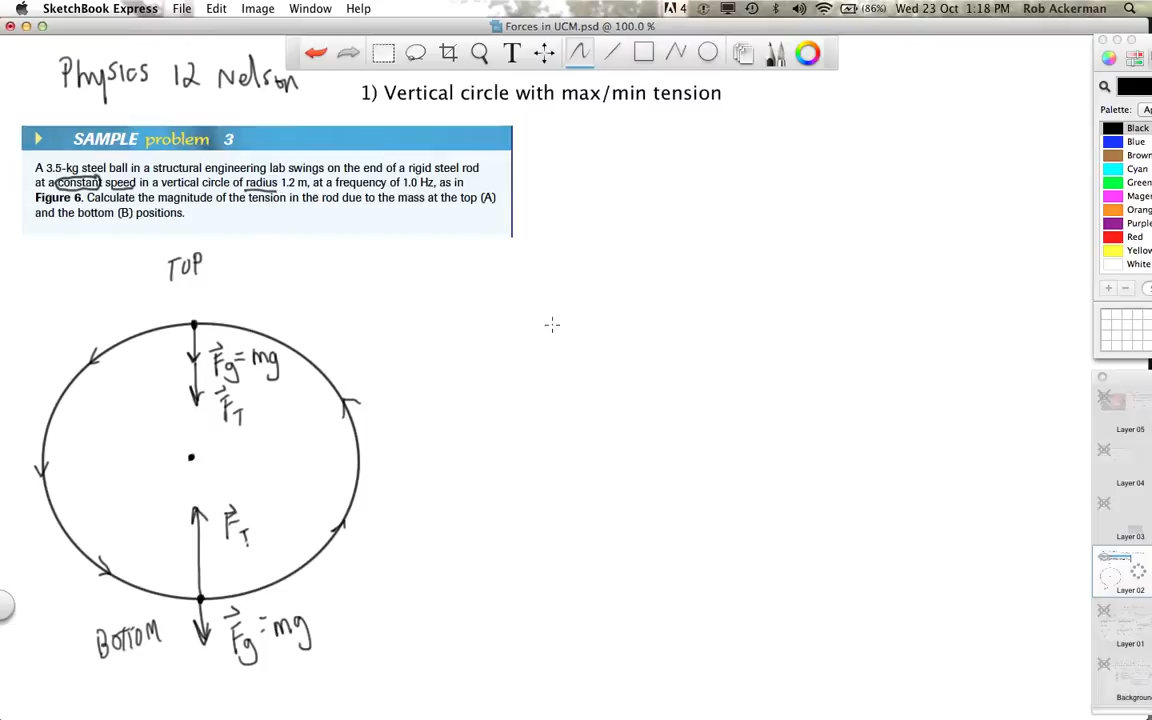 SketchBook Express File Edit Image Window Help 4 (86%) Wed 23 Oct 1:18 PM Rob Ackerman
Forces in UCM.psd @ 100.0 %
Physics 12 Nelson
T
1) Vertical circle with max/min tension
SAMPLE problem 3
A 3.5-kg steel ball in a structural engineering lab swings on the end of a rigid steel rod
at a constant speed in a vertical circle of radius 1.2 m, at a frequency of 1.0 Hz, as in
Figure 6. Calculate the magnitude of the tension in the rod due to the mass at the top (A)
and the bottom (B) positions.
TOP
Fg = mg
FT
FT
BOTTOM
Fg = mg
Palette:
Black
Blue
Brown
Cyan
Green
Mager
Orang
Purple
Red
Yellow
White
Layer 05
Layer 04
Layer 03
Layer 02
Layer 01
Background